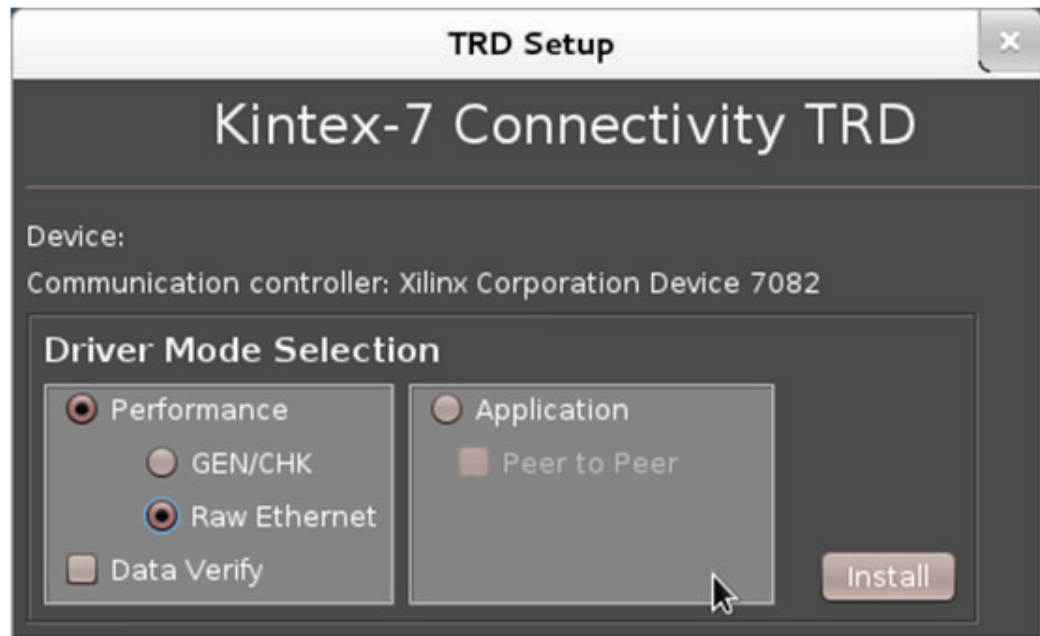 TRD Setup
Kintex-7 Connectivity TRD
Device:
Communication controller: Xilinx Corporation Device 7082
Driver Mode Selection
Performance
GEN/CHK
Raw Ethernet
Data Verify
Application
Peer to Peer
Install